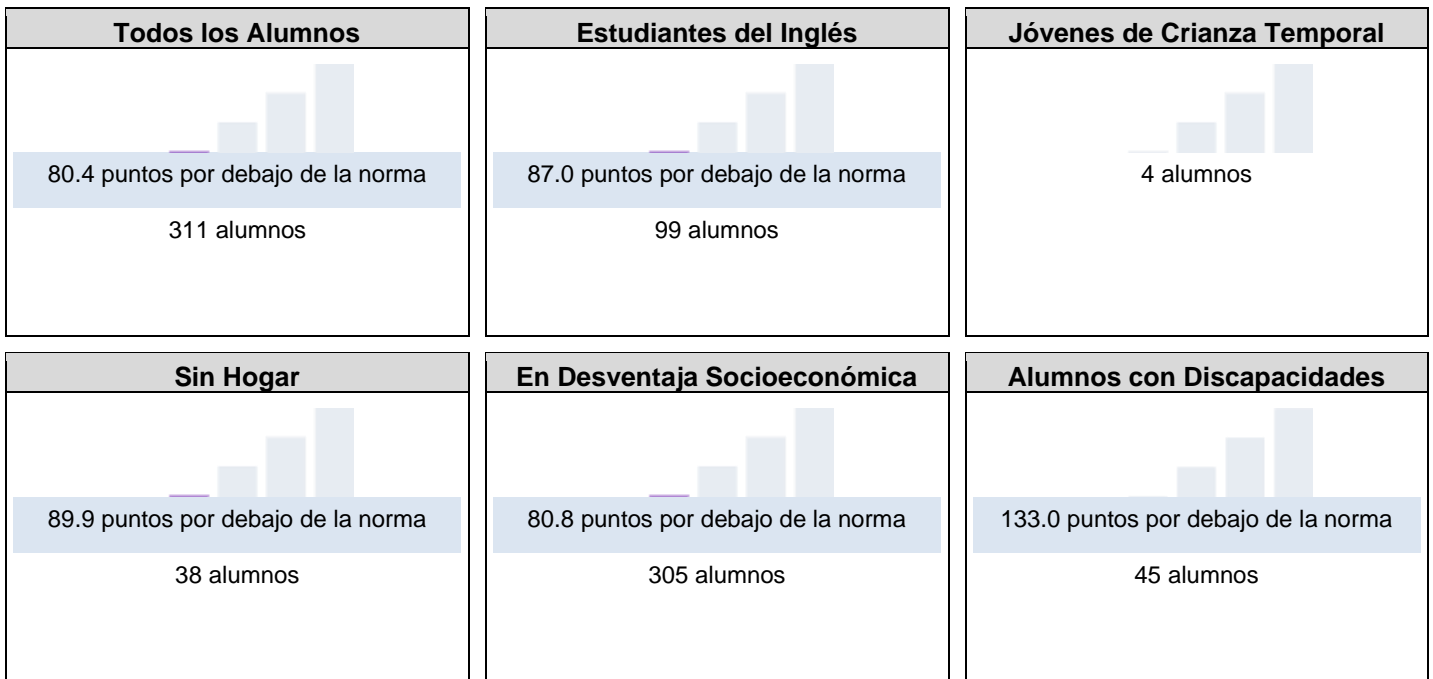 Todos los Alumnos
80.4 puntos por debajo de la norma
311 alumnos
Estudiantes del Inglés
87.0 puntos por debajo de la norma
99 alumnos
Jóvenes de Crianza Temporal
4 alumnos
Sin Hogar
89.9 puntos por debajo de la norma
38 alumnos
En Desventaja Socioeconómica
80.8 puntos por debajo de la norma
305 alumnos
Alumnos con Discapacidades
133.0 puntos por debajo de la norma
45 alumnos